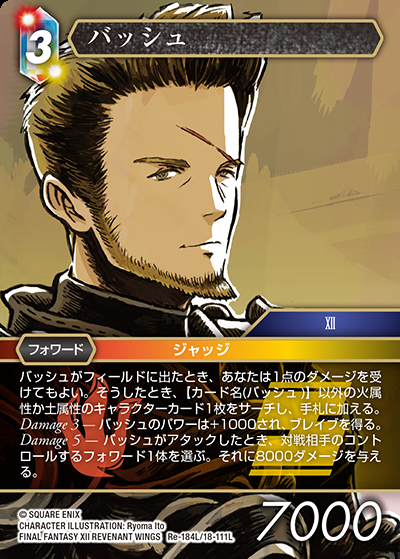 3
バッシュ
XII
フォワード
ジャッジ
バッシュがフィールドに出たとき、あなたは1点のダメージを受
けてもよい。そうしたとき、【カード名(バッシュ)】以外の火属
性か土属性のキャラクターカード1枚をサーチし、手札に加える。
Damage 3 — バッシュのパワーは+1000され、ブレイブを得る。
Damage 5 — バッシュがアタックしたとき、対戦相手のコント
ロールするフォワード1体を選ぶ。それに8000ダメージを与え
る。
© SQUARE ENIX
CHARACTER ILLUSTRATION: Ryoma Ito
FINAL FANTASY XII REVENANT WINGS Re-184L/18-111L
7000